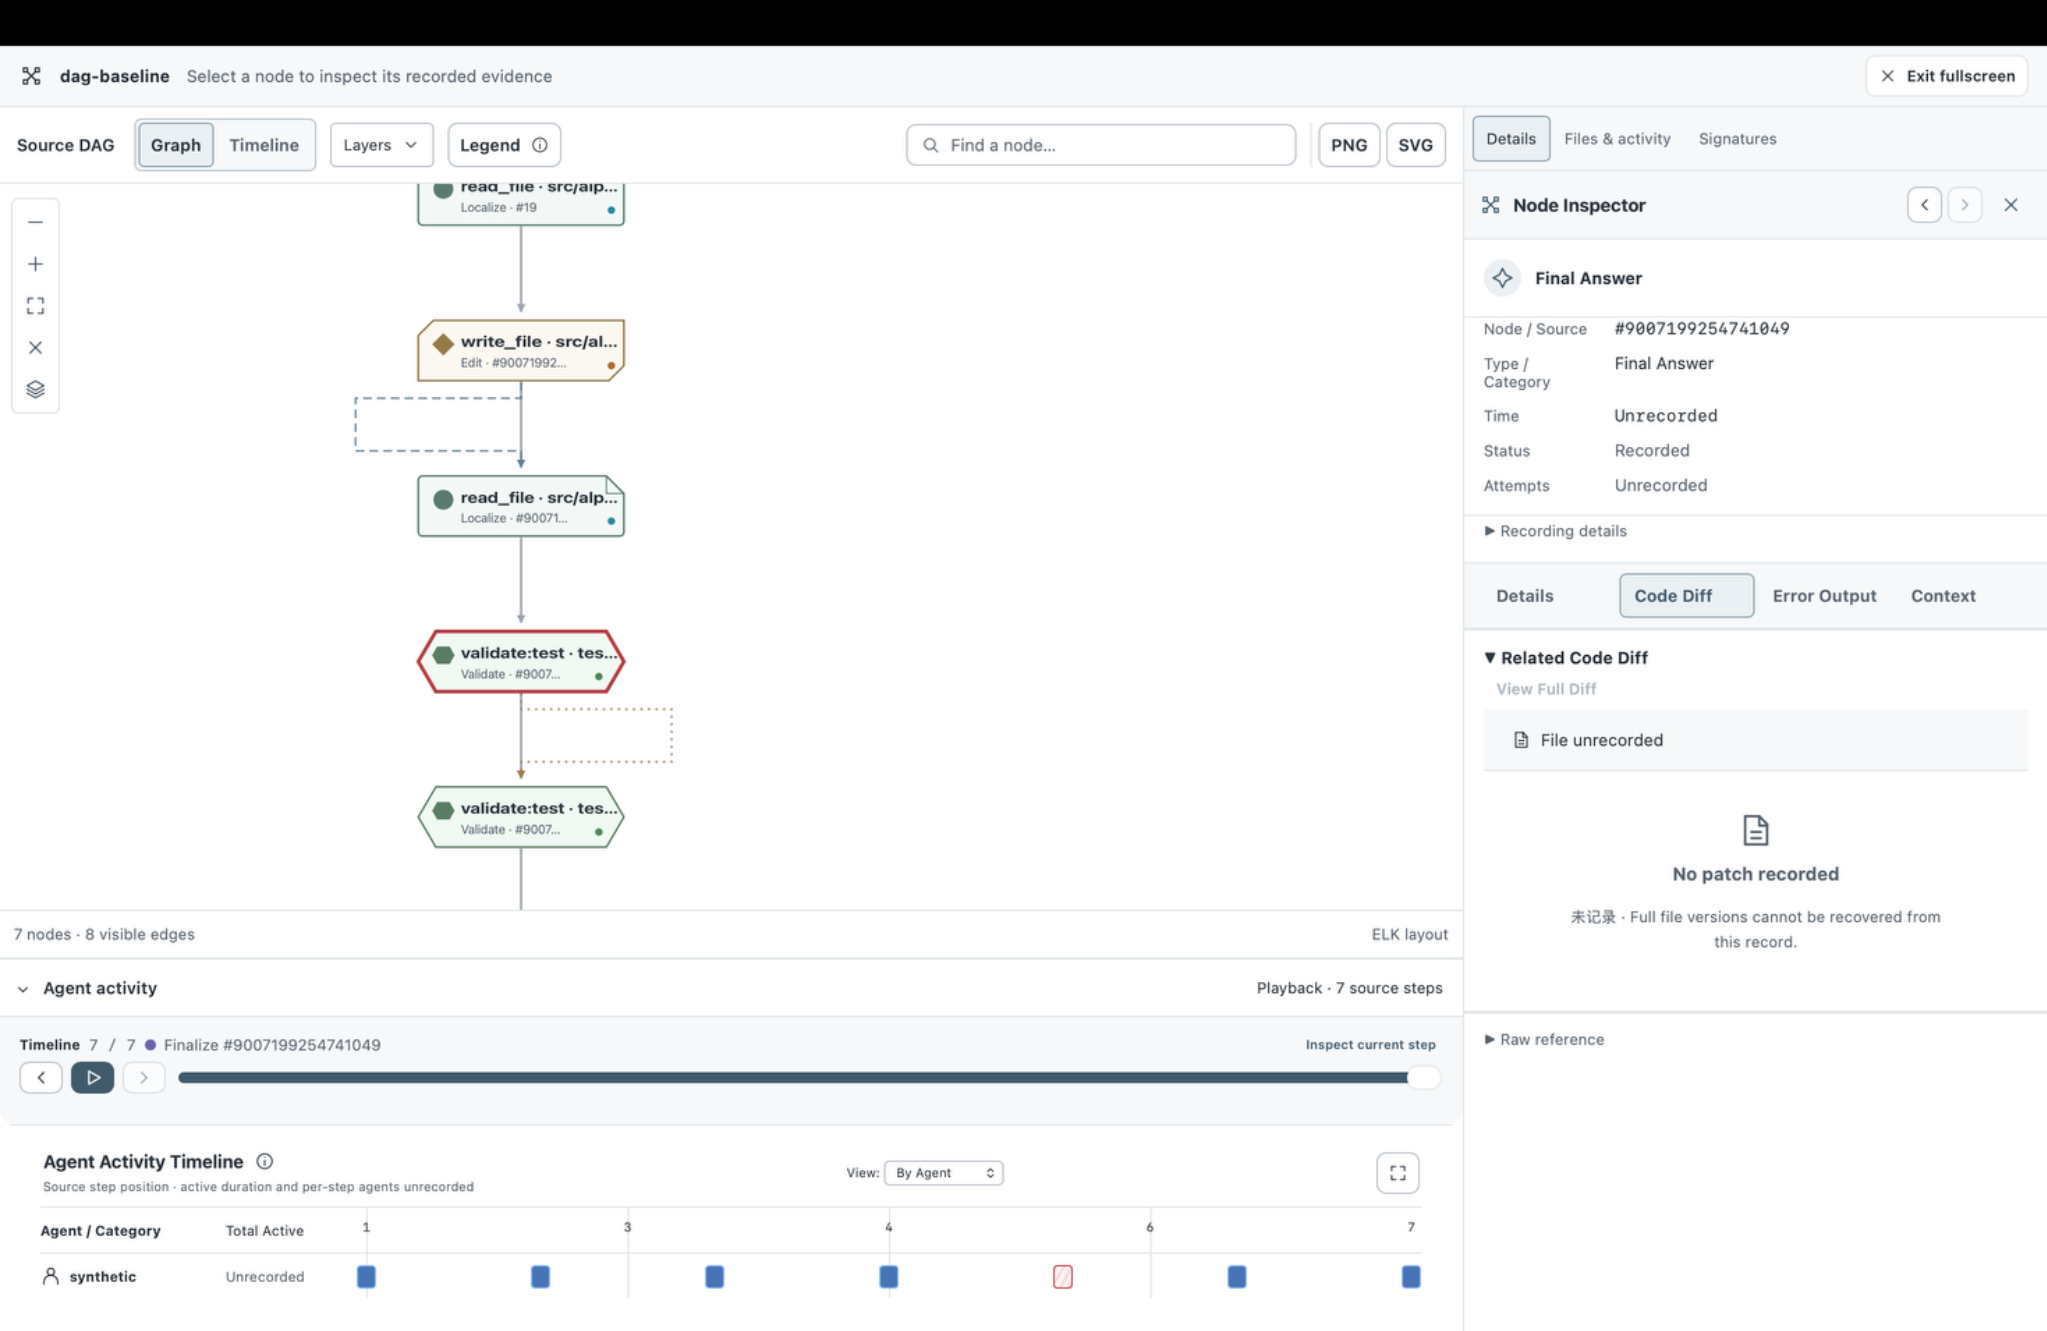 dag-baseline Select a node to inspect its recorded evidence
Exit fullscreen
Source DAG
Graph
Timeline
Layers
Legend
Find a node...
PNG
SVG
read_file · src/alp...
Localize · #19
write_file · src/al...
Edit · #90071992...
read_file · src/alp...
Localize · #90071...
validate:test · tes...
Validate · #9007...
validate:test · tes...
Validate · #9007...
7 nodes · 8 visible edges
ELK layout
Agent activity
Playback · 7 source steps
Timeline 7 / 7 Finalize #9007199254741049
Inspect current step
Agent Activity Timeline
Source step position · active duration and per-step agents unrecorded
View: By Agent
Agent / Category Total Active 1 3 4 6 7
synthetic Unrecorded
Details
Files & activity
Signatures
Node Inspector
Final Answer
Node / Source #9007199254741049
Type / Category Final Answer
Time Unrecorded
Status Recorded
Attempts Unrecorded
Recording details
Details
Code Diff
Error Output
Context
Related Code Diff
View Full Diff
File unrecorded
No patch recorded
未记录 · Full file versions cannot be recovered from
this record.
Raw reference